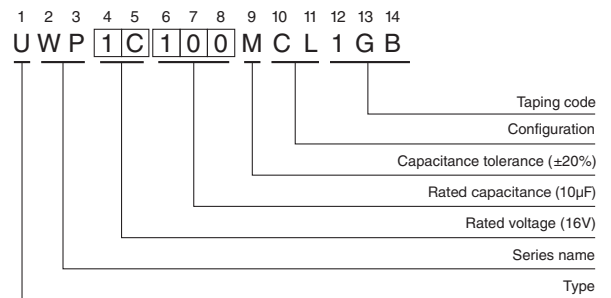 1 2 3 4 5 6 7 8 9 10 11 12 13 14
U W P 1 C 1 0 0 M C L 1 G B
Taping code
Configuration
Capacitance tolerance (±20%)
Rated capacitance (10µF)
Rated voltage (16V)
Series name
Type